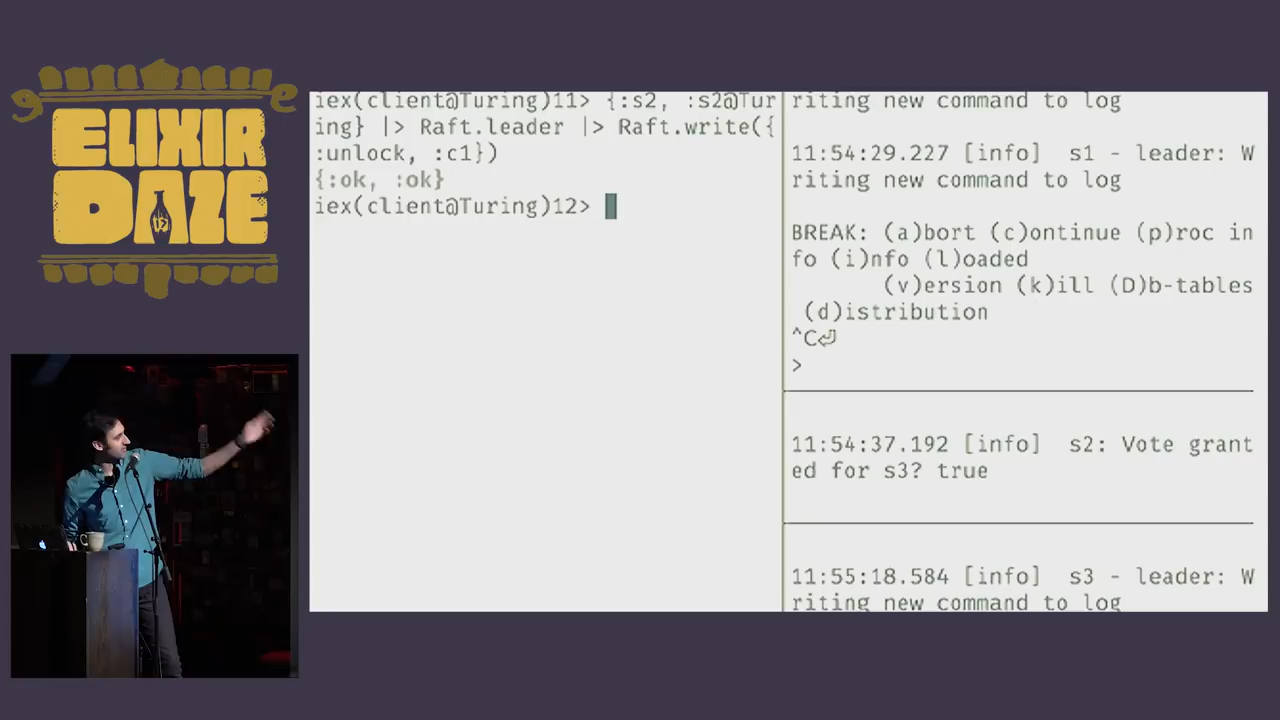 ELIXIR
DAZE
iex(client@Turing)11> {:s2, :s2@Tur
ing} |> Raft.leader |> Raft.write({
:unlock, :c1})
{:ok, :ok}
iex(client@Turing)12>
riting new command to log
11:54:29.227 [info]  s1 - leader: W
riting new command to log
BREAK: (a)bort (c)ontinue (p)roc in
fo (i)nfo (l)oaded
       (v)ersion (k)ill (D)b-tables
 (d)istribution
^C⏎
>
11:54:37.192 [info]  s2: Vote grant
ed for s3? true
11:55:18.584 [info]  s3 - leader: W
riting new command to log